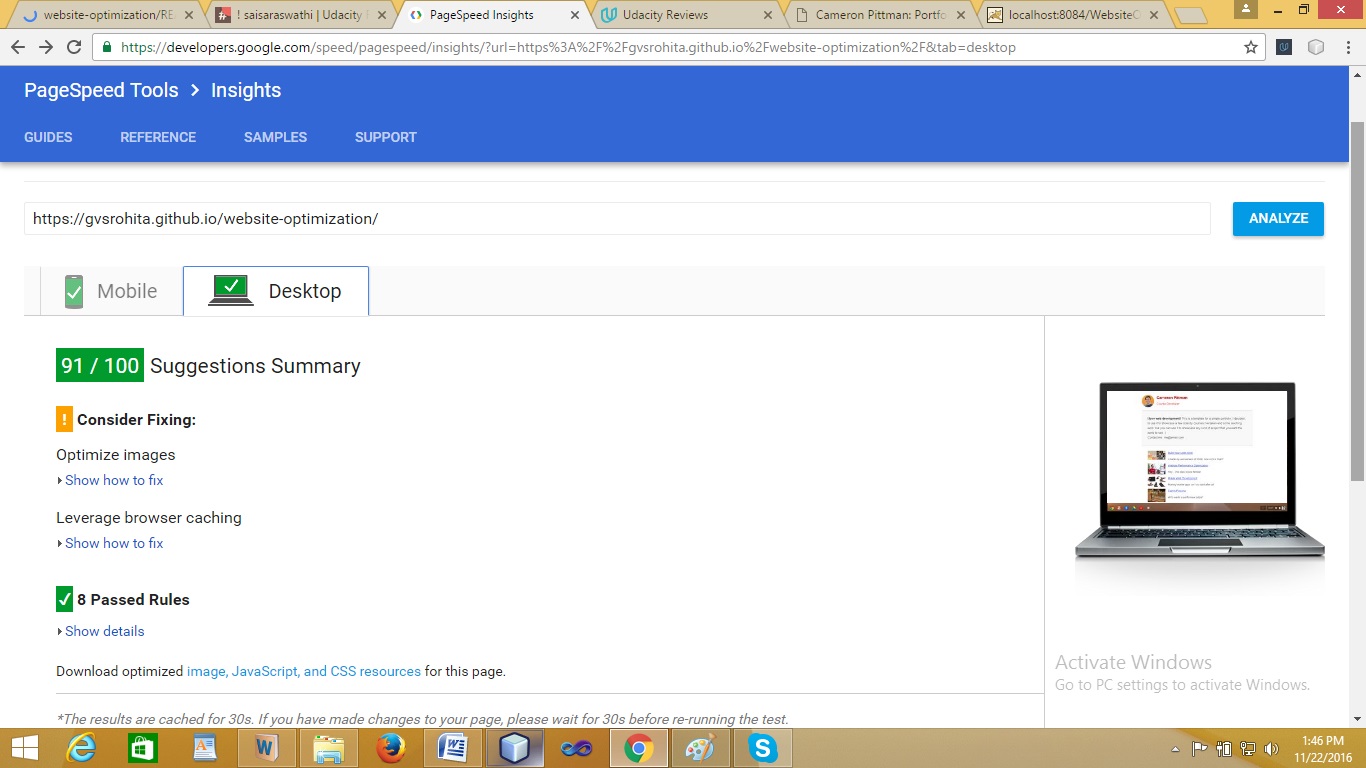 website-optimization/RE
! saisaraswathi | Udacity
PageSpeed Insights
Udacity Reviews
Cameron Pittman: Portfo
localhost:8084/WebsiteO
https://developers.google.com/speed/pagespeed/insights/?url=https%3A%2F%2Fgvsrohita.github.io%2Fwebsite-optimization%2F&tab=desktop
PageSpeed Tools > Insights
GUIDES REFERENCE SAMPLES SUPPORT
https://gvsrohita.github.io/website-optimization/
ANALYZE
Mobile
Desktop
91 / 100 Suggestions Summary
! Consider Fixing:
Optimize images
Show how to fix
Leverage browser caching
Show how to fix
8 Passed Rules
Show details
Download optimized image, JavaScript, and CSS resources for this page.
*The results are cached for 30s. If you have made changes to your page, please wait for 30s before re-running the test.
Cameron Pittman
Activate Windows
Go to PC settings to activate Windows.
1:46 PM
11/22/2016